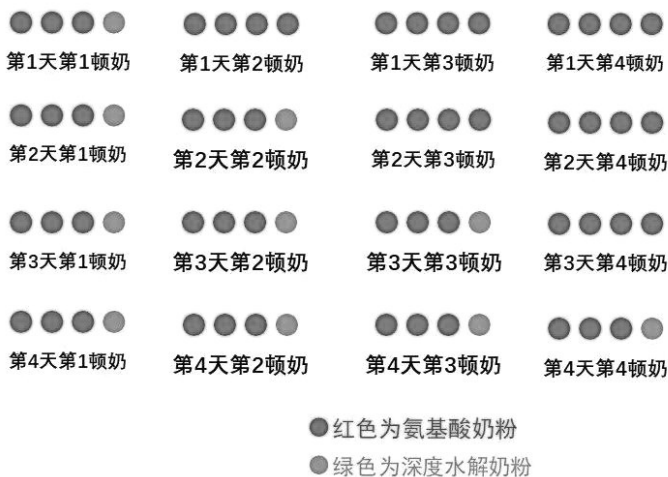 第1天第1顿奶 第1天第2顿奶 第1天第3顿奶 第1天第4顿奶
第2天第1顿奶 第2天第2顿奶 第2天第3顿奶 第2天第4顿奶
第3天第1顿奶 第3天第2顿奶 第3天第3顿奶 第3天第4顿奶
第4天第1顿奶 第4天第2顿奶 第4天第3顿奶 第4天第4顿奶
红色为氨基酸奶粉
绿色为深度水解奶粉